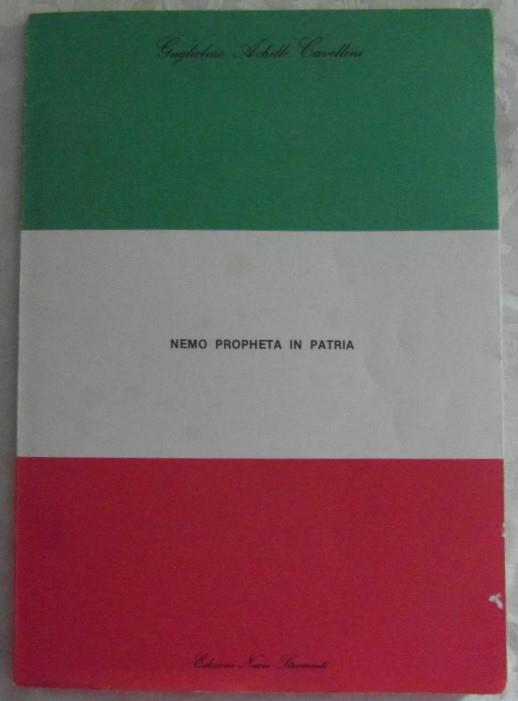 Guglielmo Achille Cavellini
NEMO PROPHETA IN PATRIA
Edizioni Nuovi Strumenti